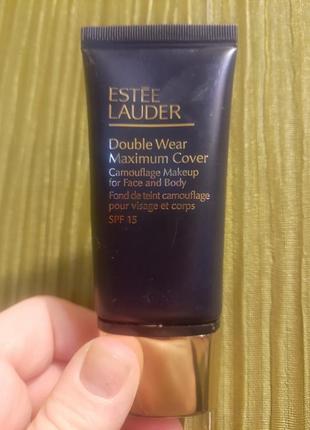 ESTĒE
LAUDER
Double Wear
Maximum Cover
Camouflage Makeup
for Face and Body
Fond de teint camouflage
pour visage et corps
SPF 15